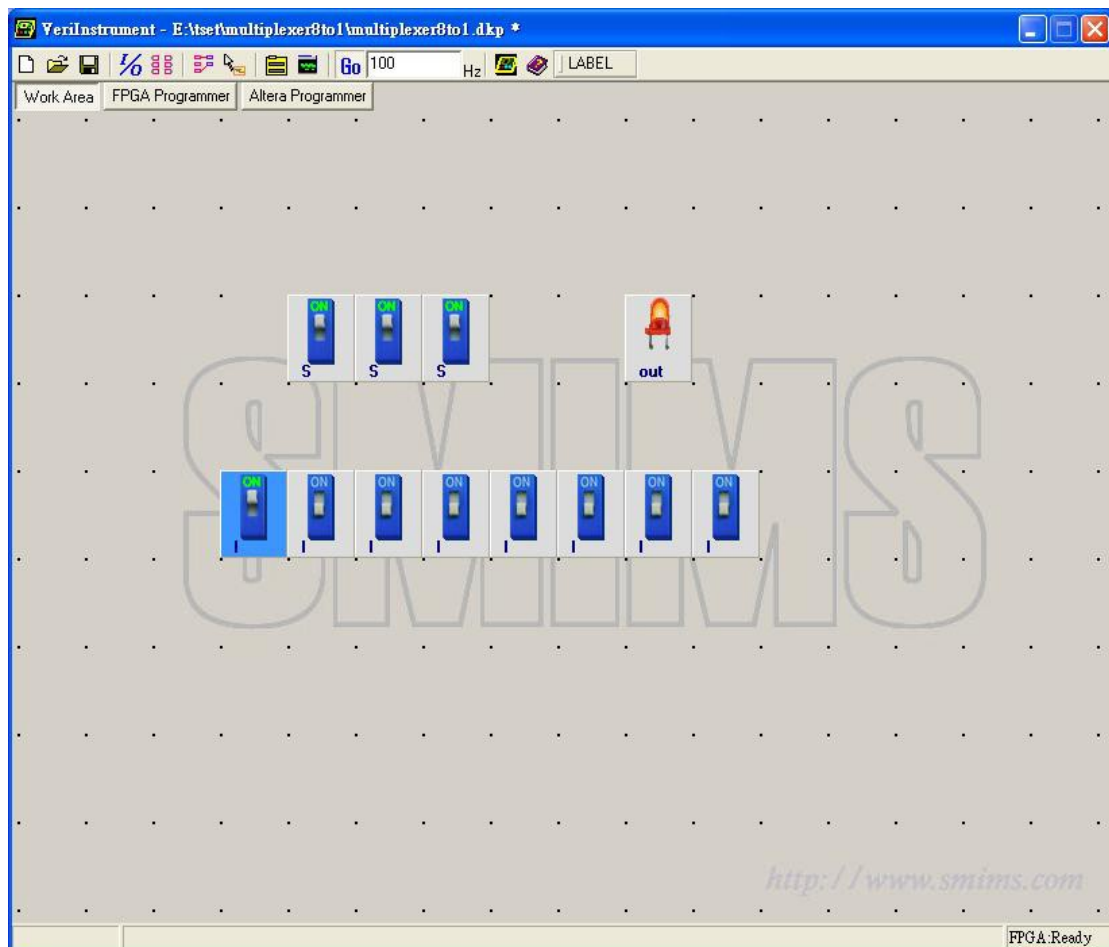 VeriInstrument - E:\tset\multiplexer8to1\multiplexer8to1.dkp *
I/O Go 100 Hz LABEL
Work Area FPGA Programmer Altera Programmer
ON ON ON
S S S out
SMIMS
ON ON ON ON ON ON ON ON
I I I I I I I I
http://www.smims.com
FPGA:Ready